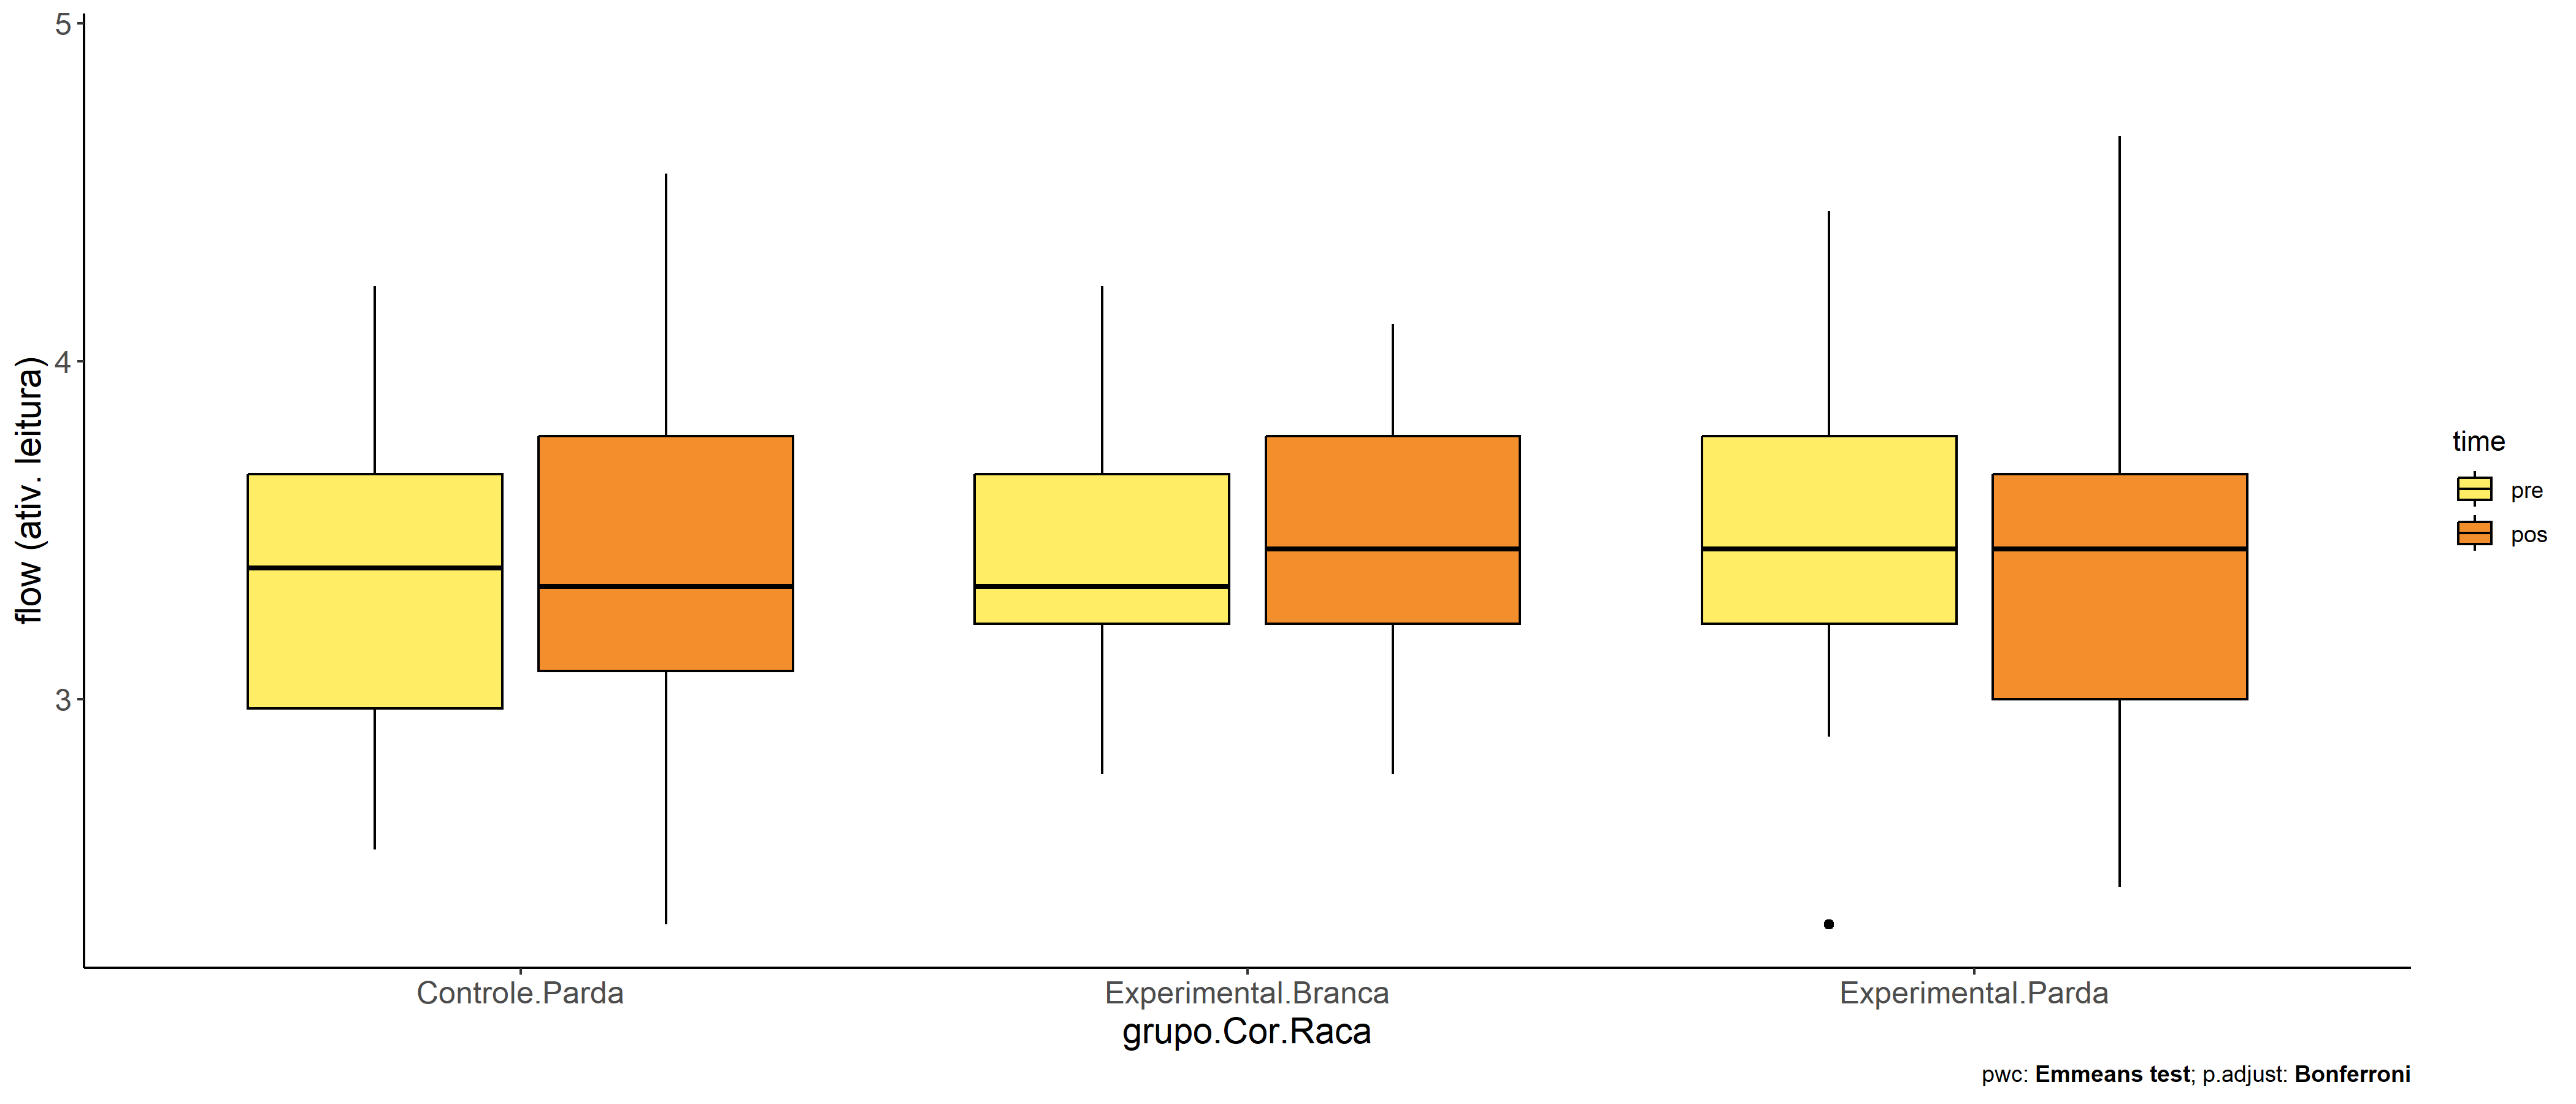 flow (ativ. leitura)
5
4
3
Controle.Parda
Experimental.Branca
Experimental.Parda
grupo.Cor.Raca
time
pre
pos
pwc: Emmeans test; p.adjust: Bonferroni